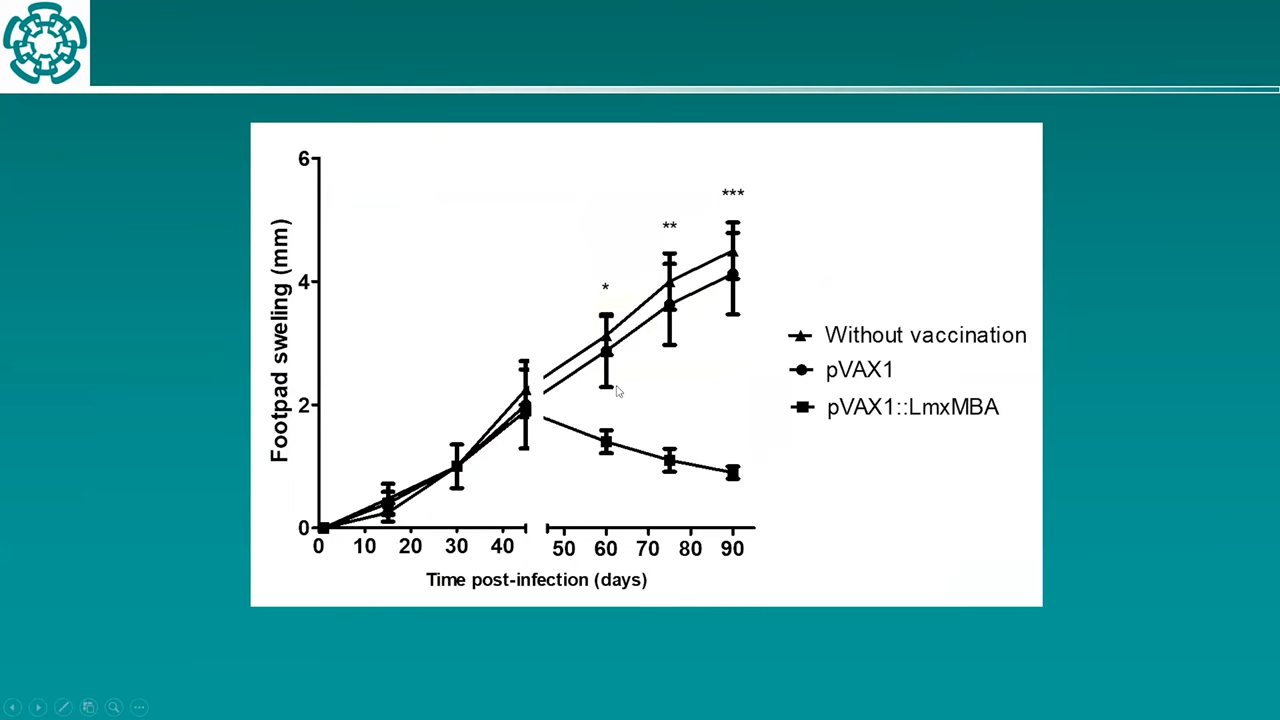 6
4
2
0
Footpad sweling (mm)
*
**
***
Without vaccination
pVAX1
pVAX1::LmxMBA
0 10 20 30 40 50 60 70 80 90
Time post-infection (days)